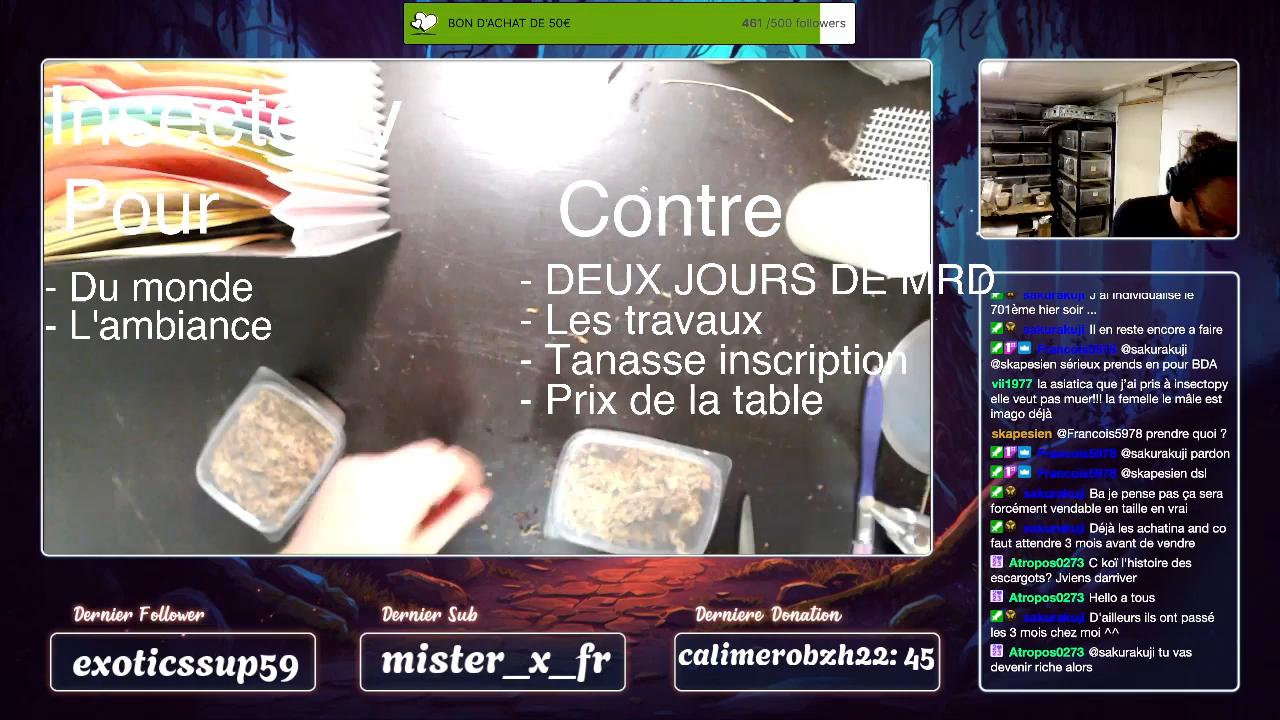 BON D'ACHAT DE 50€ 461 /500 followers
Insectopy
Pour
- Du monde
- L'ambiance
Contre
- DEUX JOURS DE MRD
- Les travaux
- Tanasse inscription
- Prix de la table
sakurakuji J'ai individualisé le
701ème hier soir ...
sakurakuji Il en reste encore a faire
Francois5978 @sakurakuji
@skapesien sérieux prends en pour BDA
vii1977 la asiatica que j'ai pris à insectopy
elle veut pas muer!!! la femelle le mâle est
imago déjà
skapesien @Francois5978 prendre quoi ?
Francois5978 @sakurakuji pardon
Francois5978 @skapesien dsl
sakurakuji Ba je pense pas ça sera
forcément vendable en taille en vrai
sakurakuji Déjà les achatina and co
faut attendre 3 mois avant de vendre
Atropos0273 C koï l'histoire des
escargots? Jviens darriver
Atropos0273 Hello a tous
sakurakuji D'ailleurs ils ont passé
les 3 mois chez moi ^^
Atropos0273 @sakurakuji tu vas
devenir riche alors
Dernier Follower
exoticssup59
Dernier Sub
mister_x_fr
Derniere Donation
calimerobzh22: 45